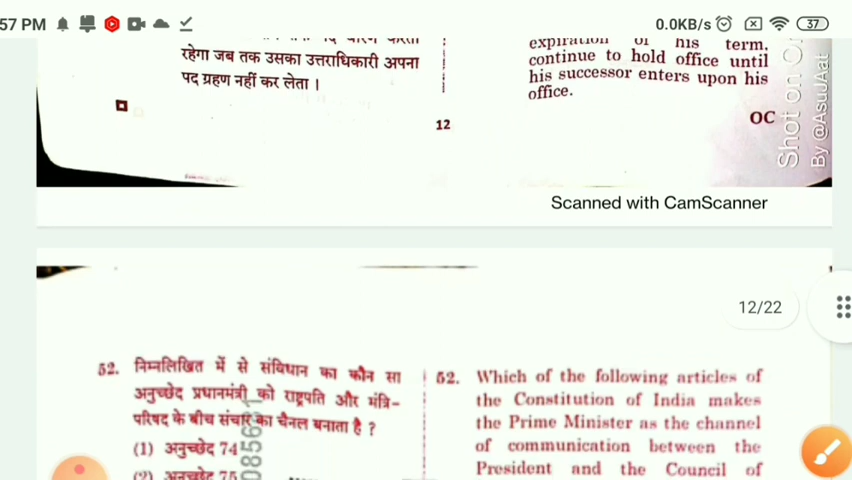 57 PM
0.0KB/s
37
रहेगा जब तक उसका उत्तराधिकारी अपना
पद ग्रहण नहीं कर लेता ।
expiration of his term,
continue to hold office until
his successor enters upon his
office.
12
OC
Shot on O
By @AsuJAat
Scanned with CamScanner
12/22
52. निम्नलिखित में से संविधान का कौन सा
अनुच्छेद प्रधानमंत्री को राष्ट्रपति और मंत्रि-
परिषद के बीच संचार का चैनल बनाता है ?
(1) अनुच्छेद 74
(2) अनुच्छेद 75
52. Which of the following articles of
the Constitution of India makes
the Prime Minister as the channel
of communication between the
President and the Council of